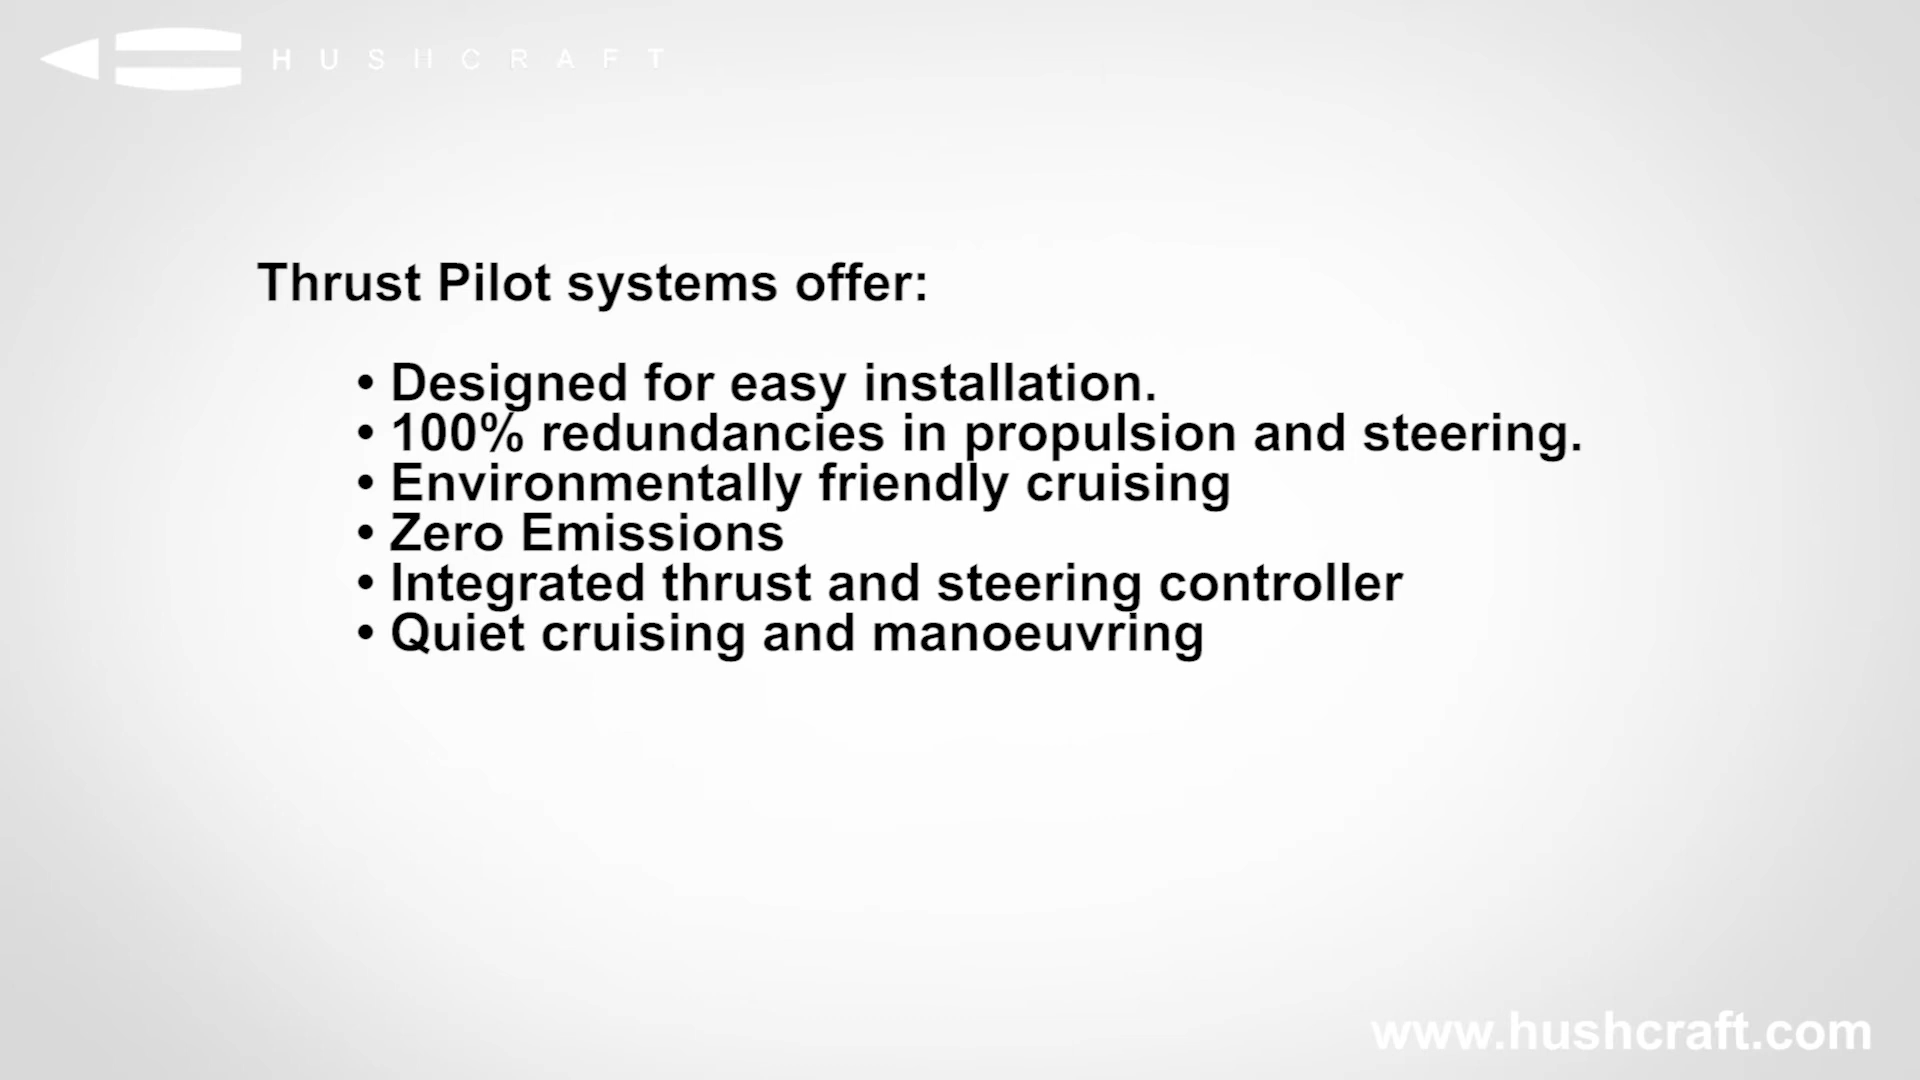 HUSHCRAFT
Thrust Pilot systems offer:
• Designed for easy installation.
• 100% redundancies in propulsion and steering.
• Environmentally friendly cruising
• Zero Emissions
• Integrated thrust and steering controller
• Quiet cruising and manoeuvring
www.hushcraft.com